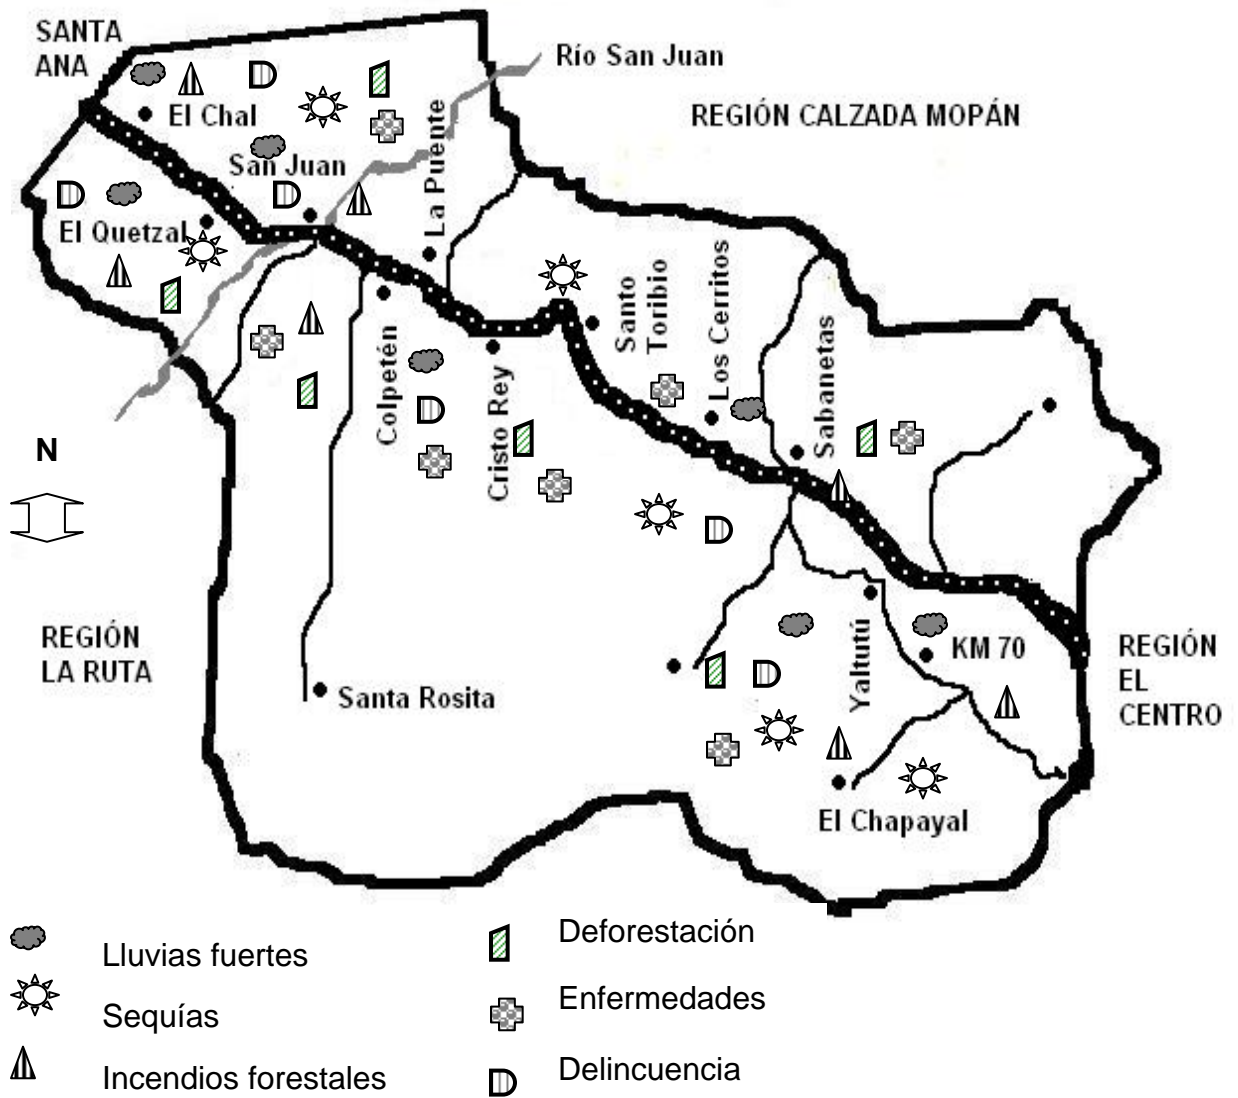 SANTA
ANA
Río San Juan
El Chal
La Puente
REGIÓN CALZADA MOPÁN
San Juan
El Quetzal
Santo
Toribio
Los Cerritos
Sabanetas
Colpetén
Cristo Rey
N
REGIÓN
LA RUTA
Santa Rosita
Yaltutú
KM 70
REGIÓN
EL
CENTRO
El Chapayal
Lluvias fuertes
Deforestación
Sequías
Enfermedades
Incendios forestales
Delincuencia